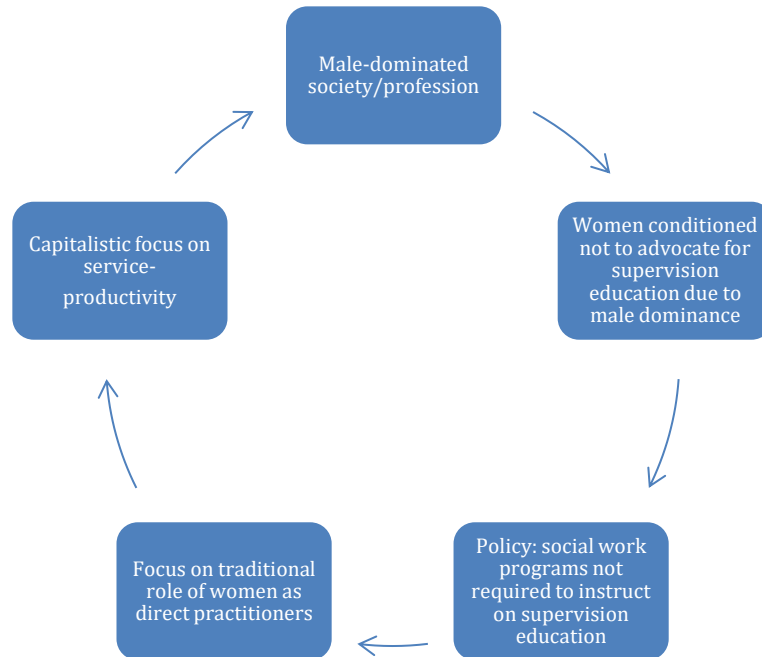 Male-dominated
society/profession
Women conditioned
not to advocate for
supervision
education due to
male dominance
Policy: social work
programs not
required to instruct
on supervision
education
Focus on traditional
role of women as
direct practitioners
Capitalistic focus on
service-
productivity